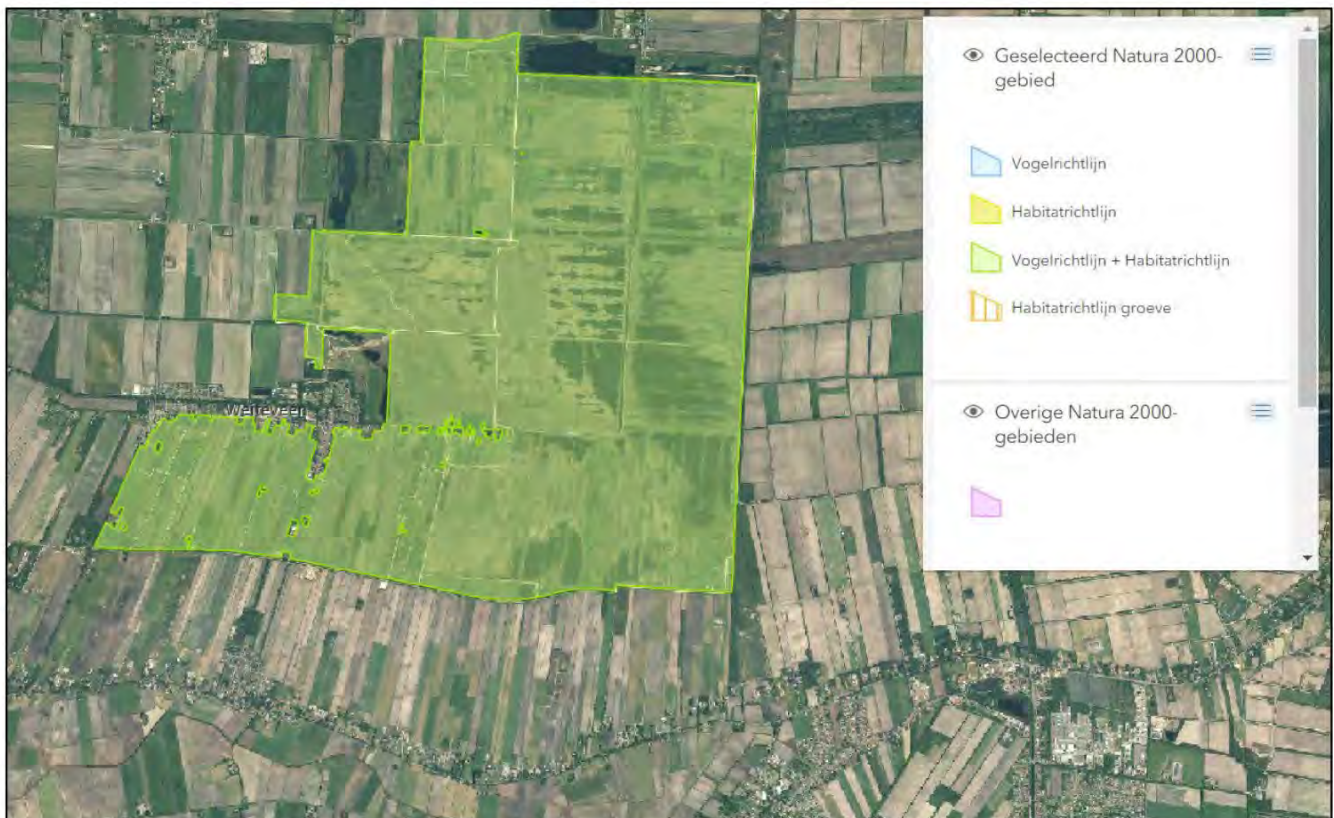 Geselecteerd Natura 2000-
gebied
Vogelrichtlijn
Habitatrichtlijn
Vogelrichtlijn + Habitatrichtlijn
Habitatrichtlijn groeve
Weiteveen
Overige Natura 2000-
gebieden